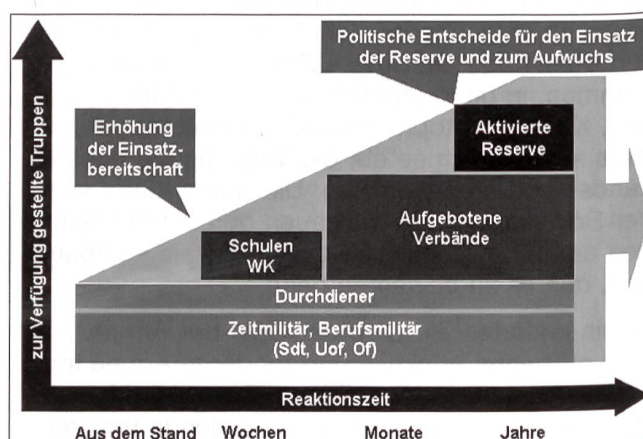 Politische Entscheide für den Einsatz
der Reserve und zum Aufwuchs
Erhöhung
der Einsatz-
bereitschaft
Aktivierte
Reserve
Aufgebotene
Verbände
Schulen
WK
Durchdiener
Zeitmilitär, Berufsmilitär
(Sdt, Uof, Of)
zur Verfügung gestellte Truppen
Reaktionszeit
Aus dem Stand Wochen Monate Jahre